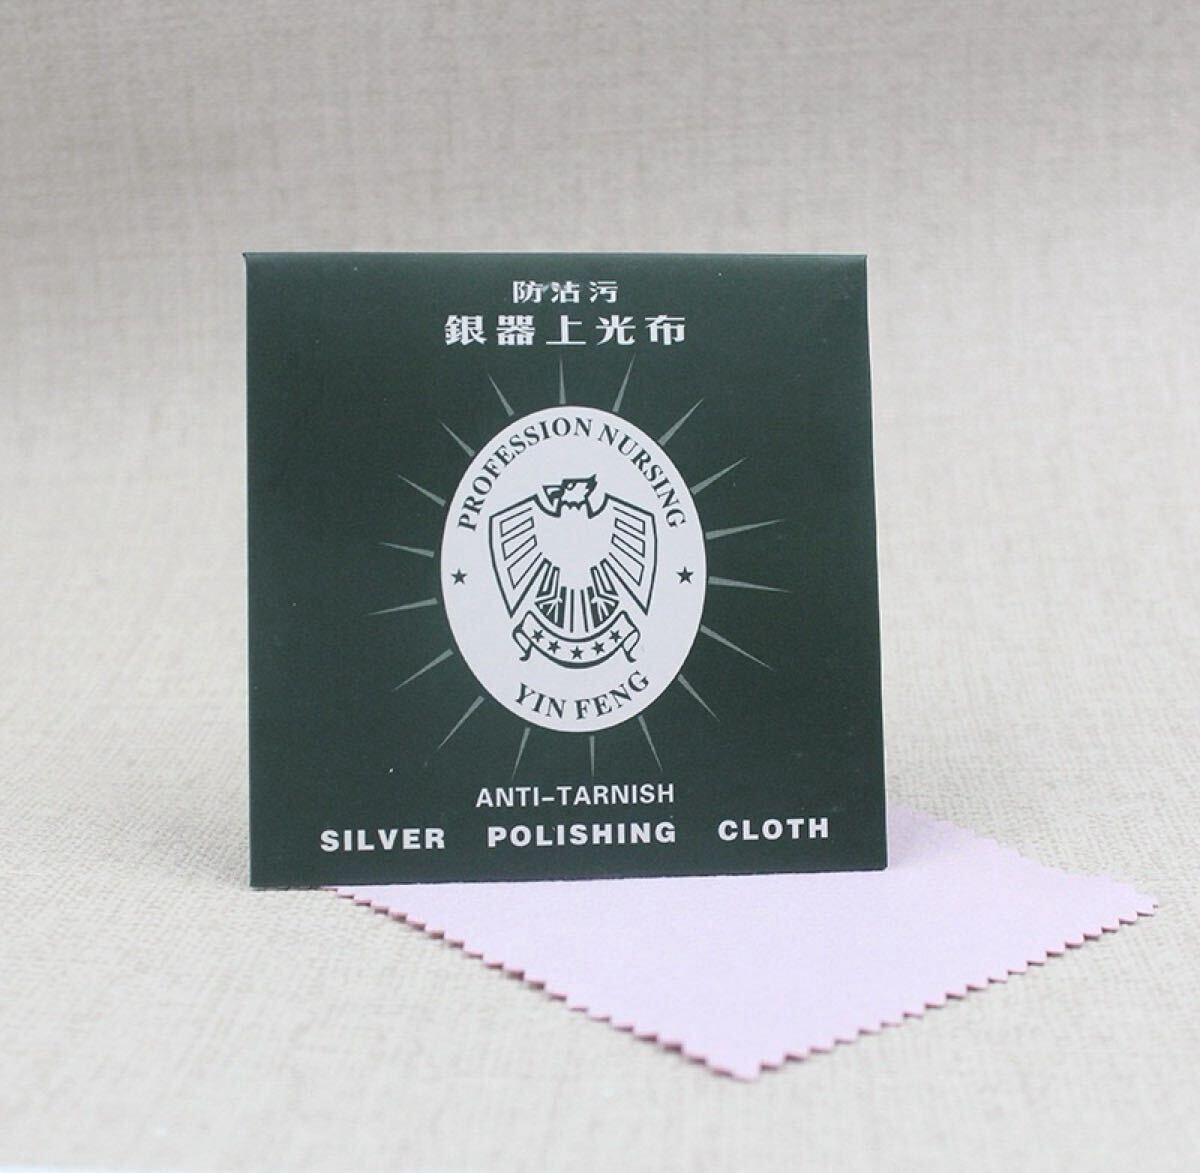 防沾污
銀器上光布
PROFESSION NURSING
YIN FENG
ANTI-TARNISH
SILVER POLISHING CLOTH